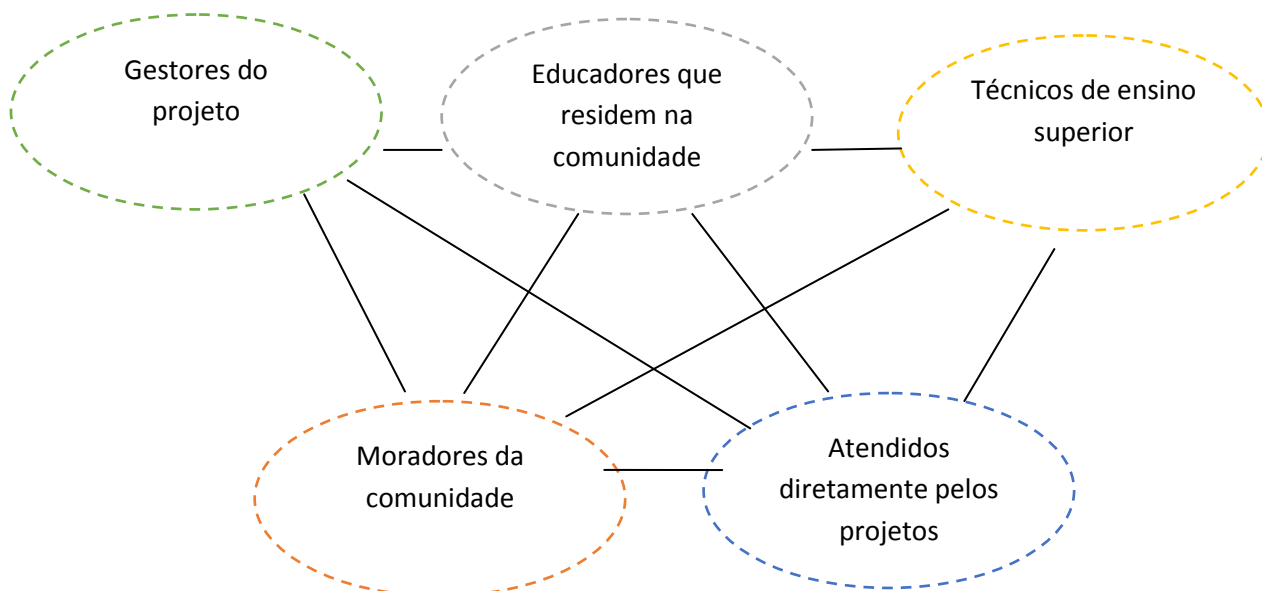 Gestores do
projeto
Educadores que
residem na
comunidade
Técnicos de ensino
superior
Moradores da
comunidade
Atendidos
diretamente pelos
projetos